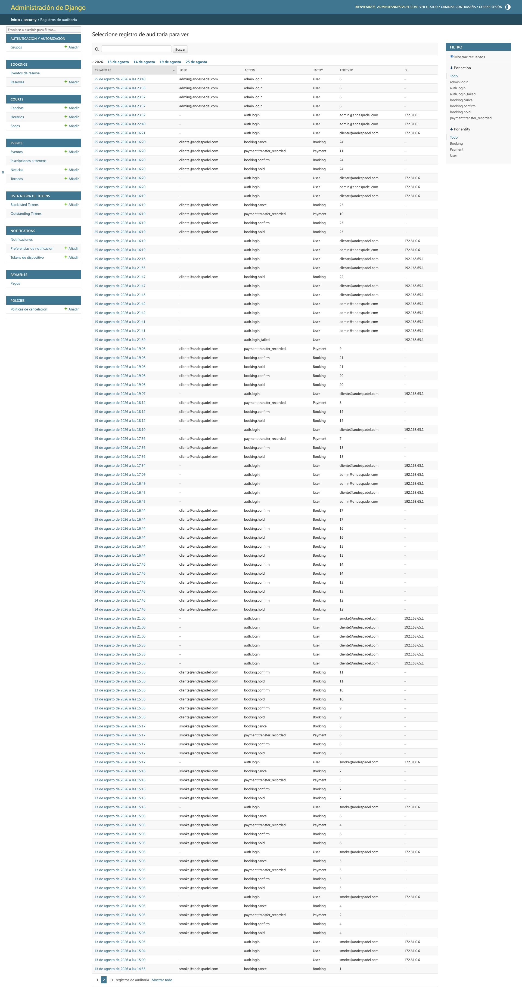 Administración de Django
BIENVENIDOS, ADMIN@ANDESPADEL.COM. VER EL SITIO / CAMBIAR CONTRASEÑA / CERRAR SESIÓN
Inicio › security › Registros de auditoria
Empiece a escribir para filtrar...
AUTENTICACIÓN Y AUTORIZACIÓN
Grupos Añadir
BOOKINGS
Eventos de reserva
Reservas Añadir
COURTS
Canchas Añadir
Horarios Añadir
Sedes Añadir
EVENTS
Eventos Añadir
Inscripciones a torneos
Noticias Añadir
Torneos Añadir
LISTA NEGRA DE TOKENS
Blacklisted Tokens Añadir
Outstanding Tokens
NOTIFICATIONS
Notificaciones
Preferencias de notificacion Añadir
Tokens de dispositivo Añadir
PAYMENTS
Pagos
POLICIES
Politicas de cancelacion Añadir
«
Seleccione registro de auditoria para ver
Buscar
‹ 2026 13 de agosto 14 de agosto 19 de agosto 25 de agosto
CREATED AT USER ACTION ENTITY ENTITY ID IP
25 de agosto de 2026 a las 23:40 admin@andespadel.com admin.login User 6 -
25 de agosto de 2026 a las 23:38 admin@andespadel.com admin.login User 6 -
25 de agosto de 2026 a las 23:37 admin@andespadel.com admin.login User 6 -
25 de agosto de 2026 a las 23:37 admin@andespadel.com admin.login User 6 -
25 de agosto de 2026 a las 23:32 - auth.login User admin@andespadel.com 172.31.0.1
25 de agosto de 2026 a las 22:40 - auth.login User admin@andespadel.com 172.31.0.1
25 de agosto de 2026 a las 16:21 - auth.login User cliente@andespadel.com 172.31.0.6
25 de agosto de 2026 a las 16:20 cliente@andespadel.com booking.cancel Booking 24 -
25 de agosto de 2026 a las 16:20 cliente@andespadel.com payment.transfer_recorded Payment 11 -
25 de agosto de 2026 a las 16:20 cliente@andespadel.com booking.confirm Booking 24 -
25 de agosto de 2026 a las 16:20 cliente@andespadel.com booking.hold Booking 24 -
25 de agosto de 2026 a las 16:20 - auth.login User cliente@andespadel.com 172.31.0.6
25 de agosto de 2026 a las 16:20 - auth.login User admin@andespadel.com 172.31.0.6
25 de agosto de 2026 a las 16:19 - auth.login User cliente@andespadel.com 172.31.0.6
25 de agosto de 2026 a las 16:19 cliente@andespadel.com booking.cancel Booking 23 -
25 de agosto de 2026 a las 16:19 cliente@andespadel.com payment.transfer_recorded Payment 10 -
25 de agosto de 2026 a las 16:19 cliente@andespadel.com booking.confirm Booking 23 -
25 de agosto de 2026 a las 16:19 cliente@andespadel.com booking.hold Booking 23 -
25 de agosto de 2026 a las 16:19 - auth.login User cliente@andespadel.com 172.31.0.6
25 de agosto de 2026 a las 16:19 - auth.login User admin@andespadel.com 172.31.0.6
19 de agosto de 2026 a las 22:16 - auth.login User cliente@andespadel.com 192.168.65.1
19 de agosto de 2026 a las 21:55 - auth.login User cliente@andespadel.com 192.168.65.1
19 de agosto de 2026 a las 21:47 cliente@andespadel.com booking.hold Booking 22 -
19 de agosto de 2026 a las 21:47 - auth.login User cliente@andespadel.com 192.168.65.1
19 de agosto de 2026 a las 21:43 - auth.login User cliente@andespadel.com 192.168.65.1
19 de agosto de 2026 a las 21:42 - auth.login User admin@andespadel.com 192.168.65.1
19 de agosto de 2026 a las 21:42 - auth.login User admin@andespadel.com 192.168.65.1
19 de agosto de 2026 a las 21:41 - auth.login User admin@andespadel.com 192.168.65.1
19 de agosto de 2026 a las 21:41 - auth.login User admin@andespadel.com 192.168.65.1
19 de agosto de 2026 a las 21:39 - auth.login_failed User - 192.168.65.1
19 de agosto de 2026 a las 19:08 cliente@andespadel.com payment.transfer_recorded Payment 9 -
19 de agosto de 2026 a las 19:08 cliente@andespadel.com booking.confirm Booking 21 -
19 de agosto de 2026 a las 19:08 cliente@andespadel.com booking.hold Booking 21 -
19 de agosto de 2026 a las 19:08 cliente@andespadel.com booking.confirm Booking 20 -
19 de agosto de 2026 a las 19:08 cliente@andespadel.com booking.hold Booking 20 -
19 de agosto de 2026 a las 19:07 - auth.login User cliente@andespadel.com 192.168.65.1
19 de agosto de 2026 a las 18:12 cliente@andespadel.com payment.transfer_recorded Payment 8 -
19 de agosto de 2026 a las 18:12 cliente@andespadel.com booking.confirm Booking 19 -
19 de agosto de 2026 a las 18:12 cliente@andespadel.com booking.hold Booking 19 -
19 de agosto de 2026 a las 18:10 - auth.login User cliente@andespadel.com 192.168.65.1
19 de agosto de 2026 a las 17:36 cliente@andespadel.com payment.transfer_recorded Payment 7 -
19 de agosto de 2026 a las 17:36 cliente@andespadel.com booking.confirm Booking 18 -
19 de agosto de 2026 a las 17:36 cliente@andespadel.com booking.hold Booking 18 -
19 de agosto de 2026 a las 17:34 - auth.login User cliente@andespadel.com 192.168.65.1
19 de agosto de 2026 a las 17:09 - auth.login User admin@andespadel.com 192.168.65.1
19 de agosto de 2026 a las 16:49 - auth.login User admin@andespadel.com 192.168.65.1
19 de agosto de 2026 a las 16:45 - auth.login User cliente@andespadel.com 192.168.65.1
19 de agosto de 2026 a las 16:45 - auth.login User admin@andespadel.com 192.168.65.1
19 de agosto de 2026 a las 16:44 cliente@andespadel.com booking.confirm Booking 17 -
19 de agosto de 2026 a las 16:44 cliente@andespadel.com booking.hold Booking 17 -
19 de agosto de 2026 a las 16:44 cliente@andespadel.com booking.confirm Booking 16 -
19 de agosto de 2026 a las 16:44 cliente@andespadel.com booking.hold Booking 16 -
19 de agosto de 2026 a las 16:44 cliente@andespadel.com booking.confirm Booking 15 -
19 de agosto de 2026 a las 16:44 cliente@andespadel.com booking.hold Booking 15 -
14 de agosto de 2026 a las 17:46 cliente@andespadel.com booking.confirm Booking 14 -
14 de agosto de 2026 a las 17:46 cliente@andespadel.com booking.hold Booking 14 -
14 de agosto de 2026 a las 17:46 cliente@andespadel.com booking.confirm Booking 13 -
14 de agosto de 2026 a las 17:46 cliente@andespadel.com booking.hold Booking 13 -
14 de agosto de 2026 a las 17:46 cliente@andespadel.com booking.confirm Booking 12 -
14 de agosto de 2026 a las 17:46 cliente@andespadel.com booking.hold Booking 12 -
13 de agosto de 2026 a las 21:00 - auth.login User smoke@andespadel.com 192.168.65.1
13 de agosto de 2026 a las 21:00 - auth.login User cliente@andespadel.com 192.168.65.1
13 de agosto de 2026 a las 21:00 - auth.login User cliente@andespadel.com 192.168.65.1
13 de agosto de 2026 a las 15:36 - auth.login User cliente@andespadel.com 192.168.65.1
13 de agosto de 2026 a las 15:36 - auth.login User cliente@andespadel.com 192.168.65.1
13 de agosto de 2026 a las 15:36 - auth.login User cliente@andespadel.com 192.168.65.1
13 de agosto de 2026 a las 15:36 cliente@andespadel.com booking.confirm Booking 11 -
13 de agosto de 2026 a las 15:36 cliente@andespadel.com booking.hold Booking 11 -
13 de agosto de 2026 a las 15:36 cliente@andespadel.com booking.confirm Booking 10 -
13 de agosto de 2026 a las 15:36 cliente@andespadel.com booking.hold Booking 10 -
13 de agosto de 2026 a las 15:36 cliente@andespadel.com booking.confirm Booking 9 -
13 de agosto de 2026 a las 15:36 cliente@andespadel.com booking.hold Booking 9 -
13 de agosto de 2026 a las 15:17 smoke@andespadel.com booking.cancel Booking 8 -
13 de agosto de 2026 a las 15:17 smoke@andespadel.com payment.transfer_recorded Payment 6 -
13 de agosto de 2026 a las 15:17 smoke@andespadel.com booking.confirm Booking 8 -
13 de agosto de 2026 a las 15:17 smoke@andespadel.com booking.hold Booking 8 -
13 de agosto de 2026 a las 15:17 - auth.login User smoke@andespadel.com 172.31.0.6
13 de agosto de 2026 a las 15:16 smoke@andespadel.com booking.cancel Booking 7 -
13 de agosto de 2026 a las 15:16 smoke@andespadel.com payment.transfer_recorded Payment 5 -
13 de agosto de 2026 a las 15:16 smoke@andespadel.com booking.confirm Booking 7 -
13 de agosto de 2026 a las 15:16 smoke@andespadel.com booking.hold Booking 7 -
13 de agosto de 2026 a las 15:16 - auth.login User smoke@andespadel.com 172.31.0.6
13 de agosto de 2026 a las 15:05 smoke@andespadel.com booking.cancel Booking 6 -
13 de agosto de 2026 a las 15:05 smoke@andespadel.com payment.transfer_recorded Payment 4 -
13 de agosto de 2026 a las 15:05 smoke@andespadel.com booking.confirm Booking 6 -
13 de agosto de 2026 a las 15:05 smoke@andespadel.com booking.hold Booking 6 -
13 de agosto de 2026 a las 15:05 - auth.login User smoke@andespadel.com 172.31.0.6
13 de agosto de 2026 a las 15:05 smoke@andespadel.com booking.cancel Booking 5 -
13 de agosto de 2026 a las 15:05 smoke@andespadel.com payment.transfer_recorded Payment 3 -
13 de agosto de 2026 a las 15:05 smoke@andespadel.com booking.confirm Booking 5 -
13 de agosto de 2026 a las 15:05 smoke@andespadel.com booking.hold Booking 5 -
13 de agosto de 2026 a las 15:05 - auth.login User smoke@andespadel.com 172.31.0.6
13 de agosto de 2026 a las 15:05 smoke@andespadel.com booking.cancel Booking 4 -
13 de agosto de 2026 a las 15:05 smoke@andespadel.com payment.transfer_recorded Payment 2 -
13 de agosto de 2026 a las 15:05 smoke@andespadel.com booking.confirm Booking 4 -
13 de agosto de 2026 a las 15:05 smoke@andespadel.com booking.hold Booking 4 -
13 de agosto de 2026 a las 15:05 - auth.login User smoke@andespadel.com 172.31.0.6
13 de agosto de 2026 a las 15:04 - auth.login User smoke@andespadel.com 172.31.0.6
13 de agosto de 2026 a las 15:00 - auth.login User smoke@andespadel.com 172.31.0.6
13 de agosto de 2026 a las 14:33 smoke@andespadel.com booking.cancel Booking 1 -
1 2 131 registros de auditoria Mostrar todo
FILTRO
Mostrar recuentos
Por action
Todo
admin.login
auth.login
auth.login_failed
booking.cancel
booking.confirm
booking.hold
payment.transfer_recorded
Por entity
Todo
Booking
Payment
User